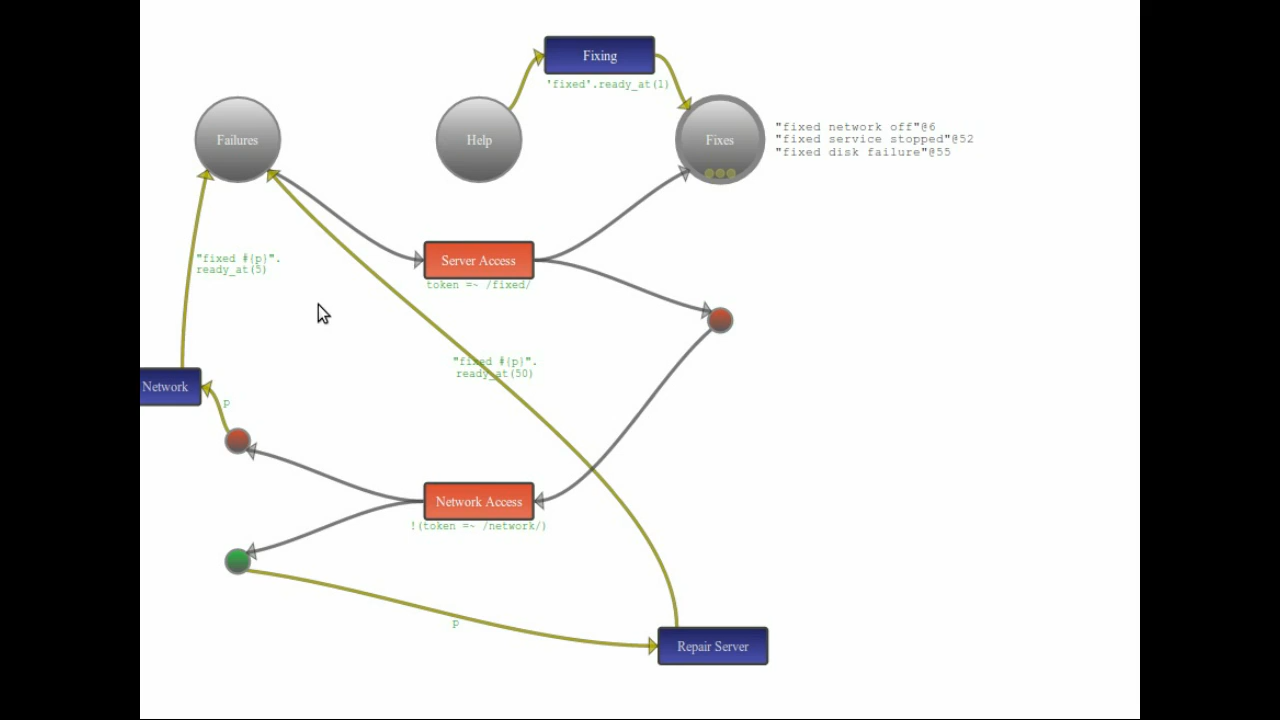 Fixing
'fixed'.ready_at(1)
Failures
Help
Fixes
"fixed network off"@6
"fixed service stopped"@52
"fixed disk failure"@55
"fixed #(p)".
ready_at(5)
Server Access
token =~ /fixed/
"fixed #(p)".
ready_at(50)
Network
p
Network Access
!(token =~ /network/)
p
Repair Server